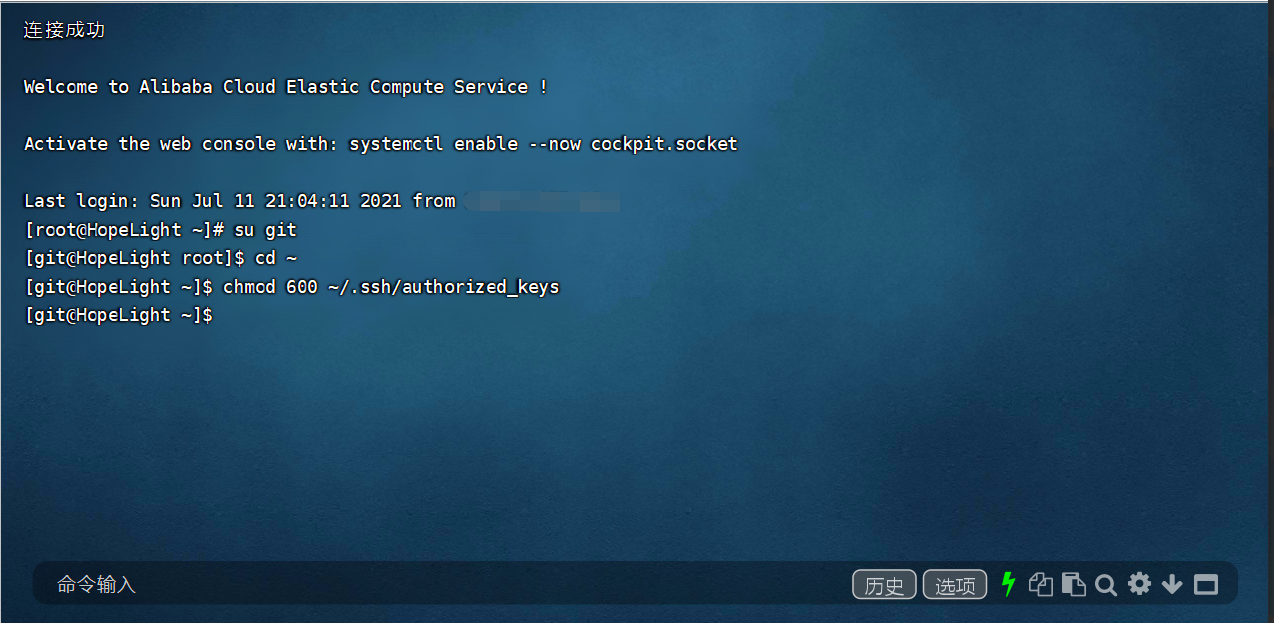 连接成功
Welcome to Alibaba Cloud Elastic Compute Service !
Activate the web console with: systemctl enable --now cockpit.socket
Last login: Sun Jul 11 21:04:11 2021 from
[root@HopeLight ~]# su git
[git@HopeLight root]$ cd ~
[git@HopeLight ~]$ chmod 600 ~/.ssh/authorized_keys
[git@HopeLight ~]$
命令输入 历史 选项